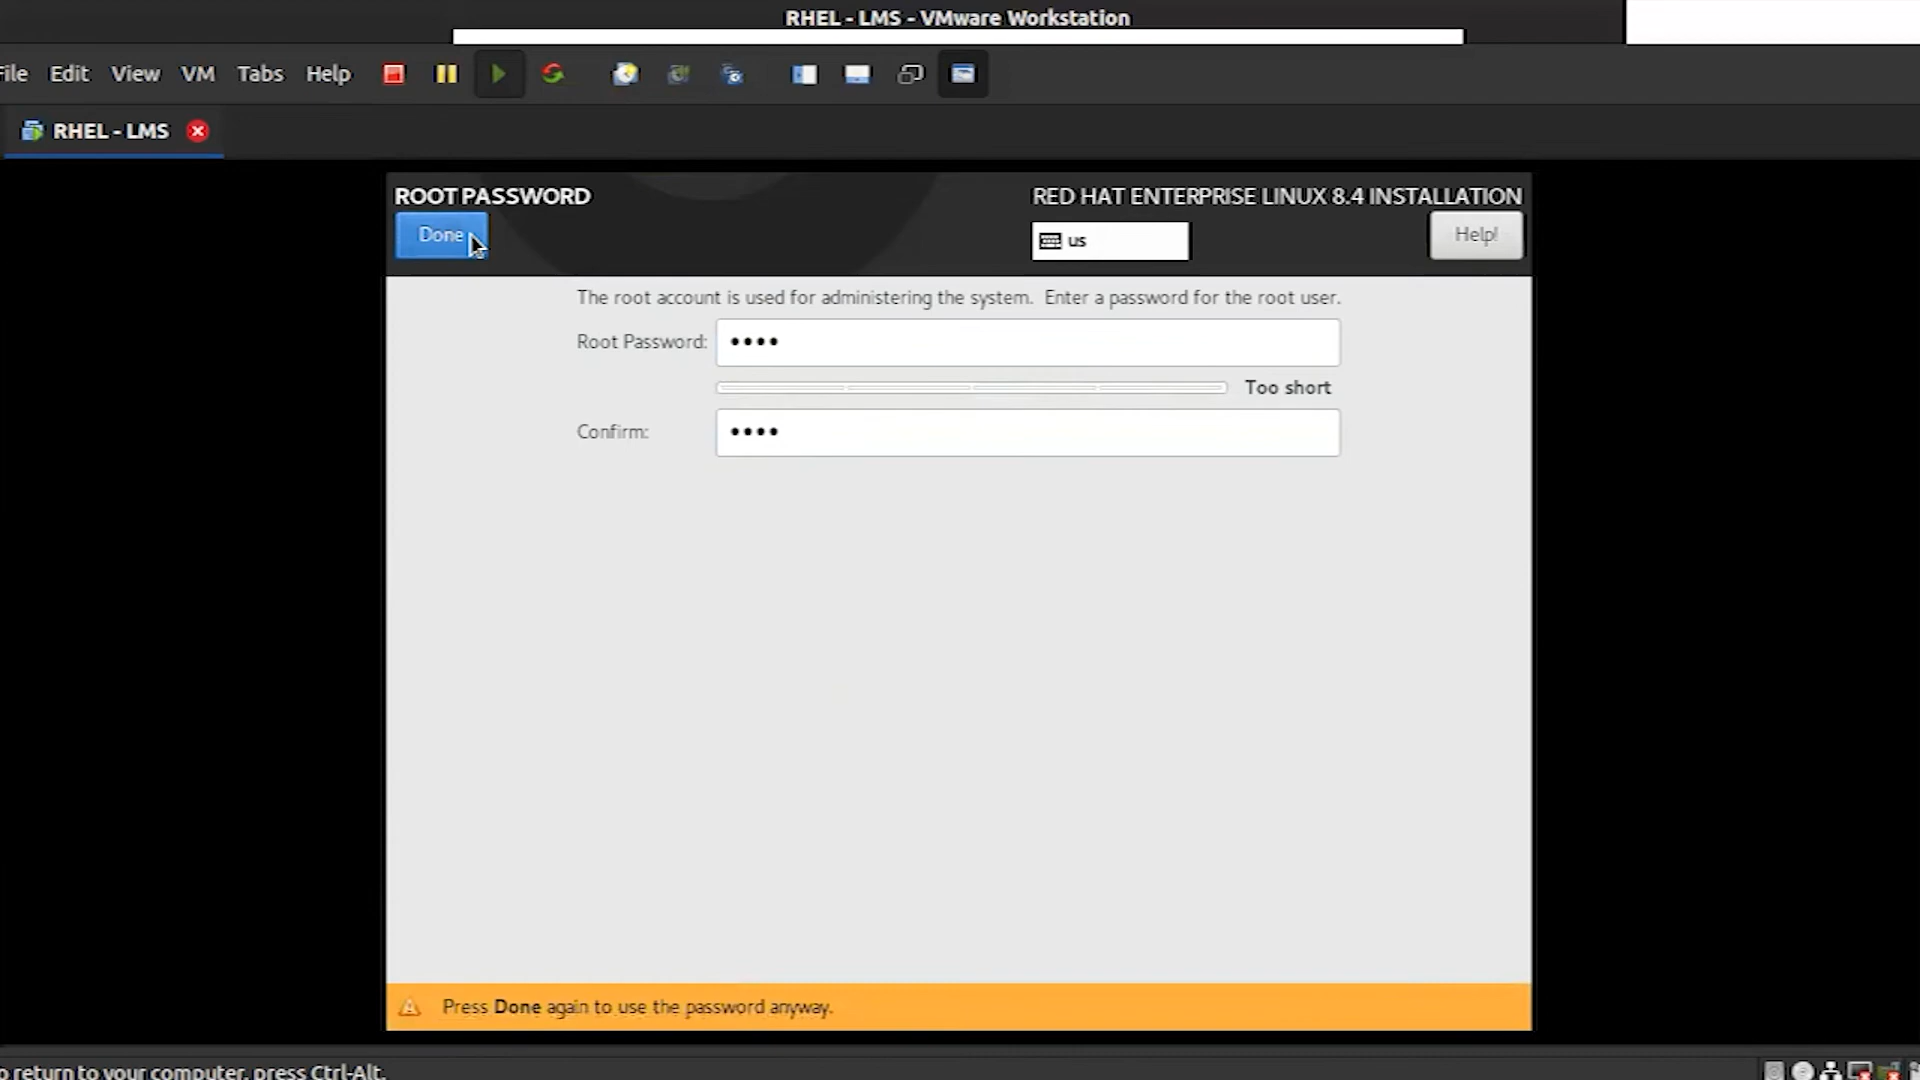 RHEL - LMS - VMware Workstation
File Edit View VM Tabs Help
RHEL - LMS
ROOT PASSWORD
RED HAT ENTERPRISE LINUX 8.4 INSTALLATION
Done
us
Help!
The root account is used for administering the system. Enter a password for the root user.
Root Password: ••••
Too short
Confirm: ••••
Press Done again to use the password anyway.
o return to your computer, press Ctrl-Alt.